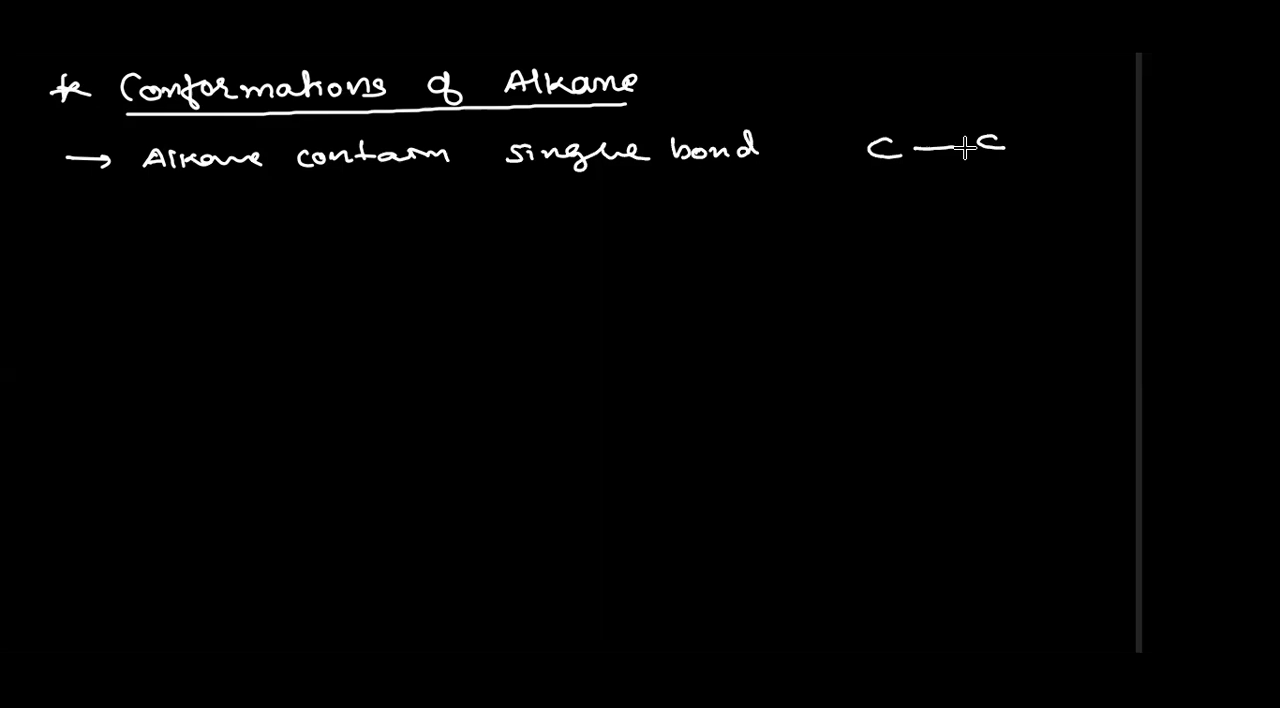 * Conformations of Alkane
→ Alkane contain single bond C — C